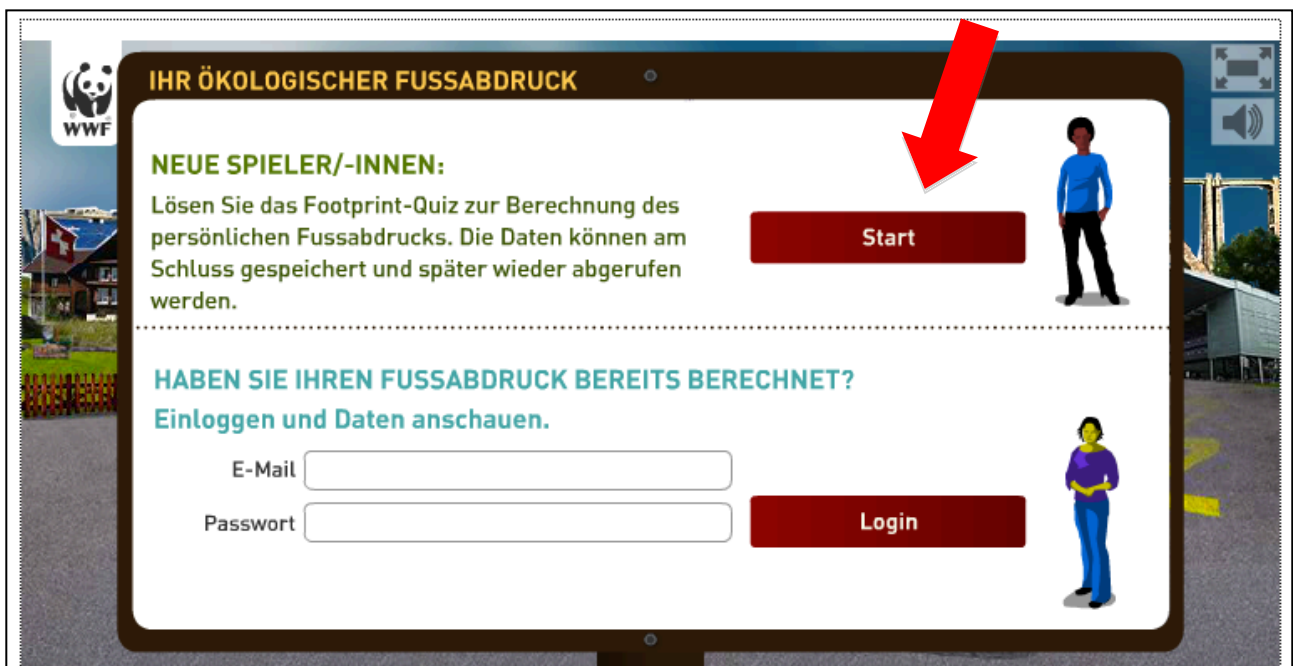 WWF
IHR ÖKOLOGISCHER FUSSABDRUCK
NEUE SPIELER/-INNEN:
Lösen Sie das Footprint-Quiz zur Berechnung des
persönlichen Fussabdrucks. Die Daten können am
Schluss gespeichert und später wieder abgerufen
werden.
Start
HABEN SIE IHREN FUSSABDRUCK BEREITS BERECHNET?
Einloggen und Daten anschauen.
E-Mail
Passwort
Login